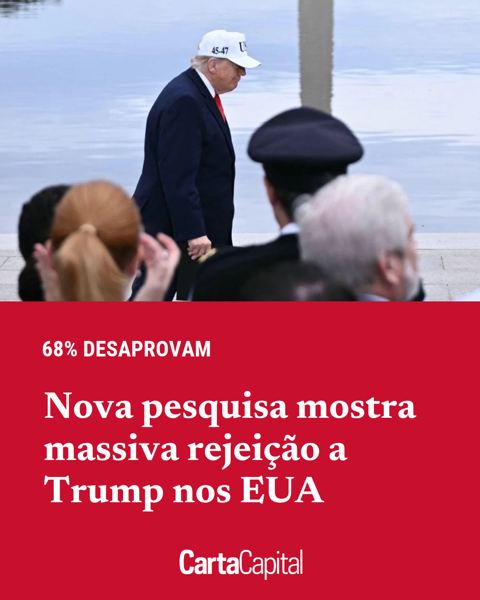 45-47
68% DESAPROVAM
Nova pesquisa mostra
massiva rejeição a
Trump nos EUA
CartaCapital